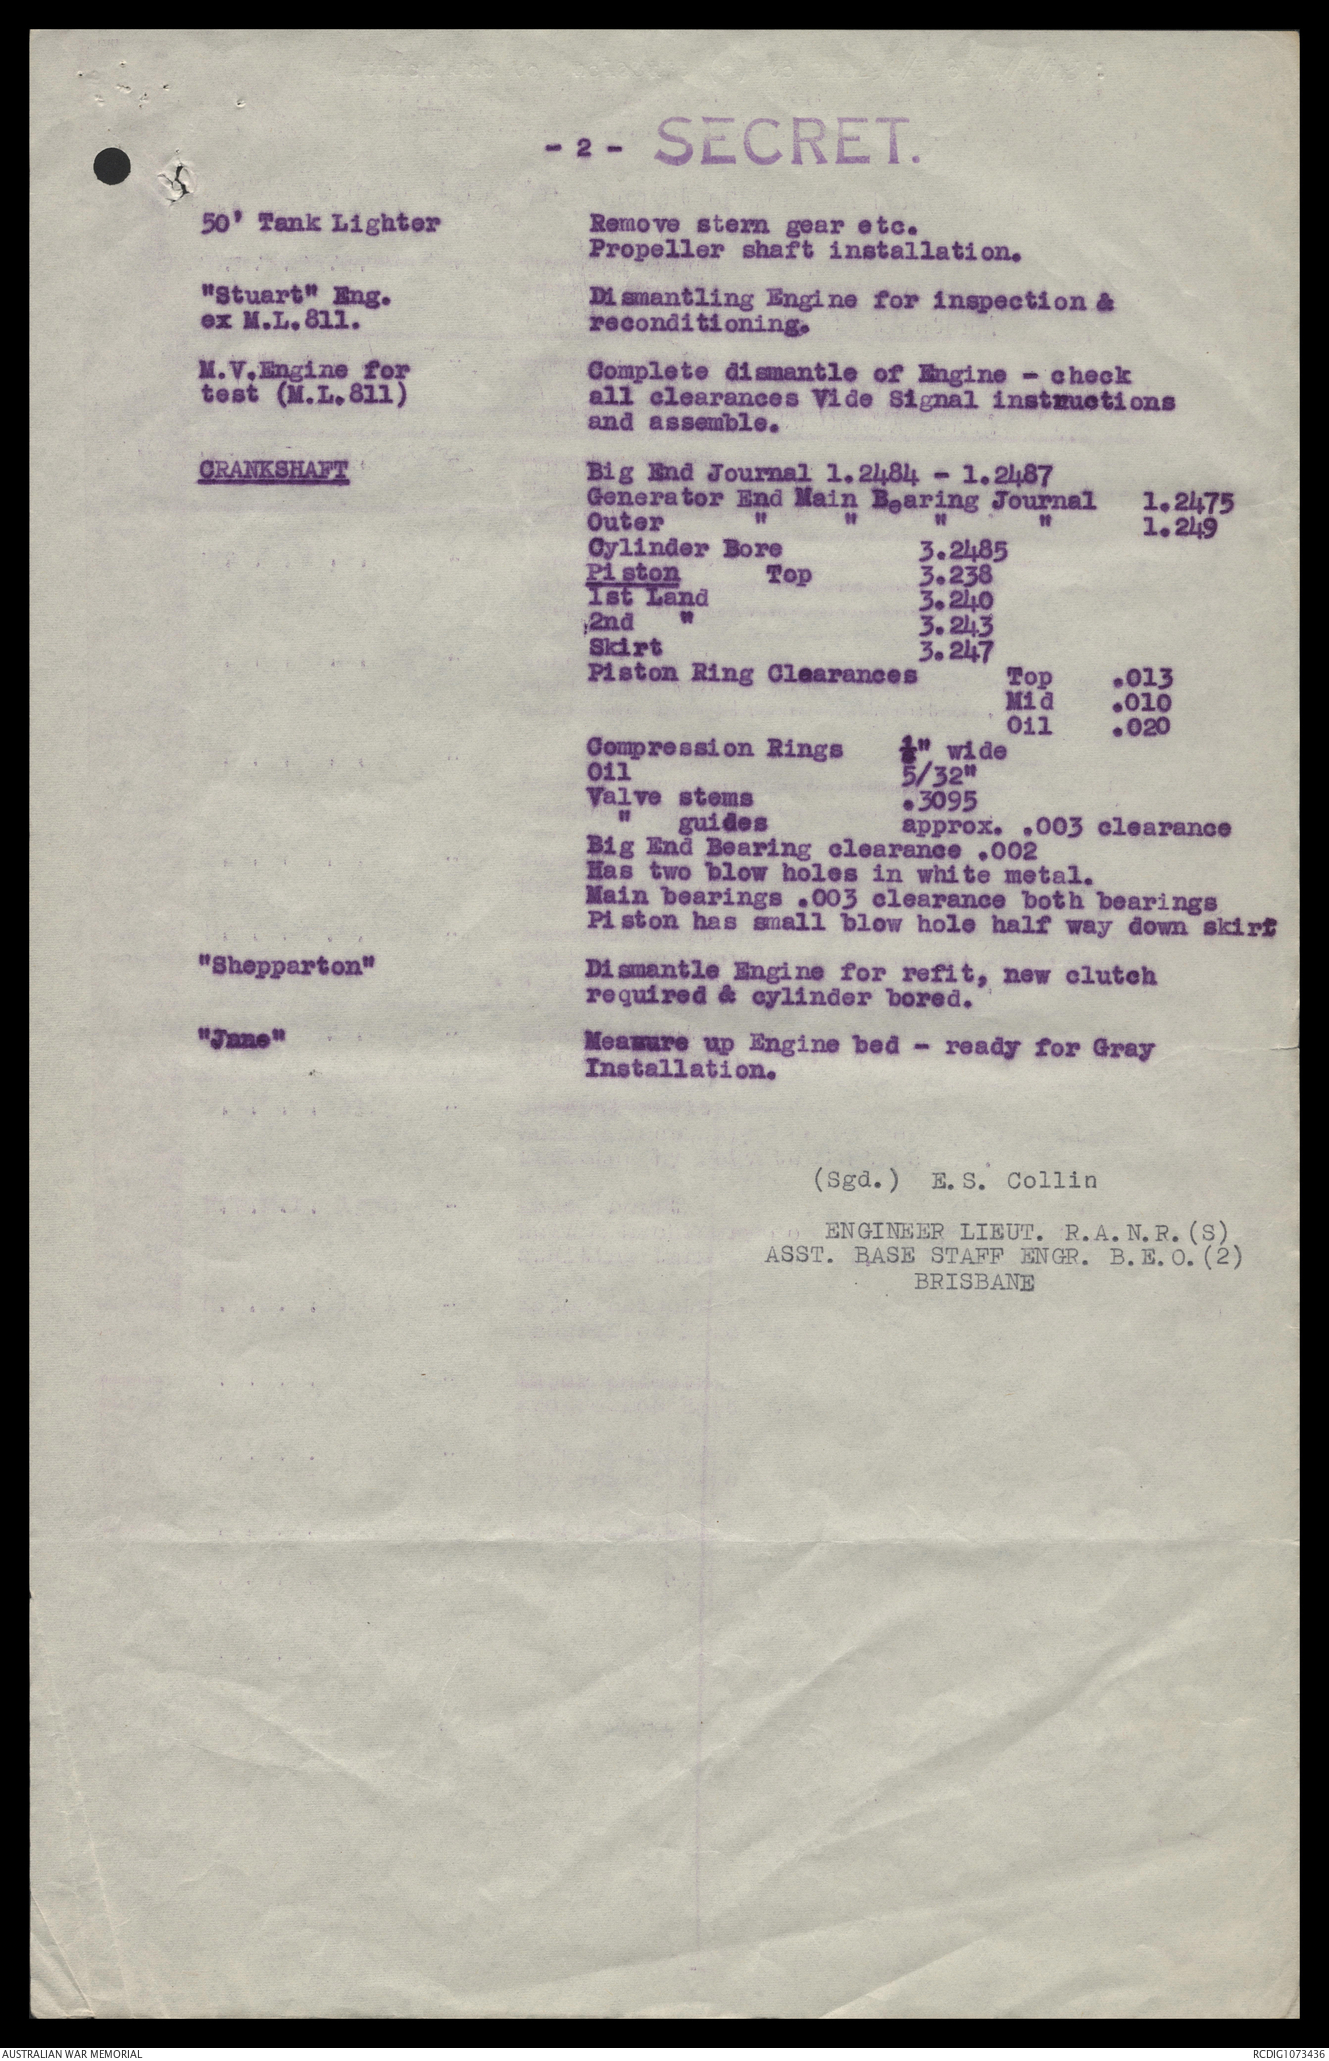 - 2 - SECRET.
50' Tank Lighter    Remove stern gear etc.
Propeller shaft installation.
"Stuart" Eng.    Dismantling Engine for inspection &
ex M.L.811.    reconditioning.
M.V.Engine for    Complete dismantle of Engine - check
test (M.L.811)    all clearances Vide Signal instructions
and assemble.
CRANKSHAFT    Big End Journal 1.2484 - 1.2487
Generator End Main Bearing Journal    1.2475
Outer    "    "    "    "    1.249
Cylinder Bore    3.2485
Piston    Top    3.238
1st Land    3.240
2nd    "    3.243
Skirt    3.247
Piston Ring Clearances    Top    .013
Mid    .010
Oil    .020
Compression Rings    " wide
Oil    5/32"
Valve stems    .3095
"    guides    approx. .003 clearance
Big End Bearing clearance .002
Has two blow holes in white metal.
Main bearings .003 clearance both bearings
Piston has small blow hole half way down skirt
"Shepparton"    Dismantle Engine for refit, new clutch
required & cylinder bored.
"Jane"    Measure up Engine bed - ready for Gray
Installation.
(Sgd.) E.S. Collin
ENGINEER LIEUT. R.A.N.R.(S)
ASST. BASE STAFF ENGR. B.E.O.(2)
BRISBANE
AUSTRALIAN WAR MEMORIAL    RCDIG1073436